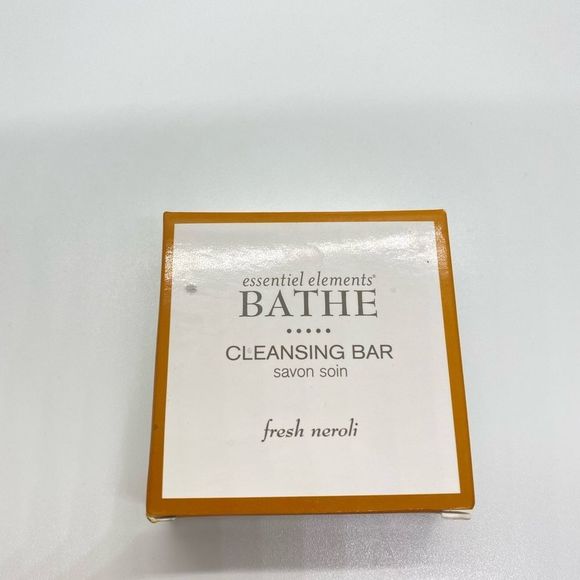 essentiel elements®
BATHE
•••••
CLEANSING BAR
savon soin
fresh neroli